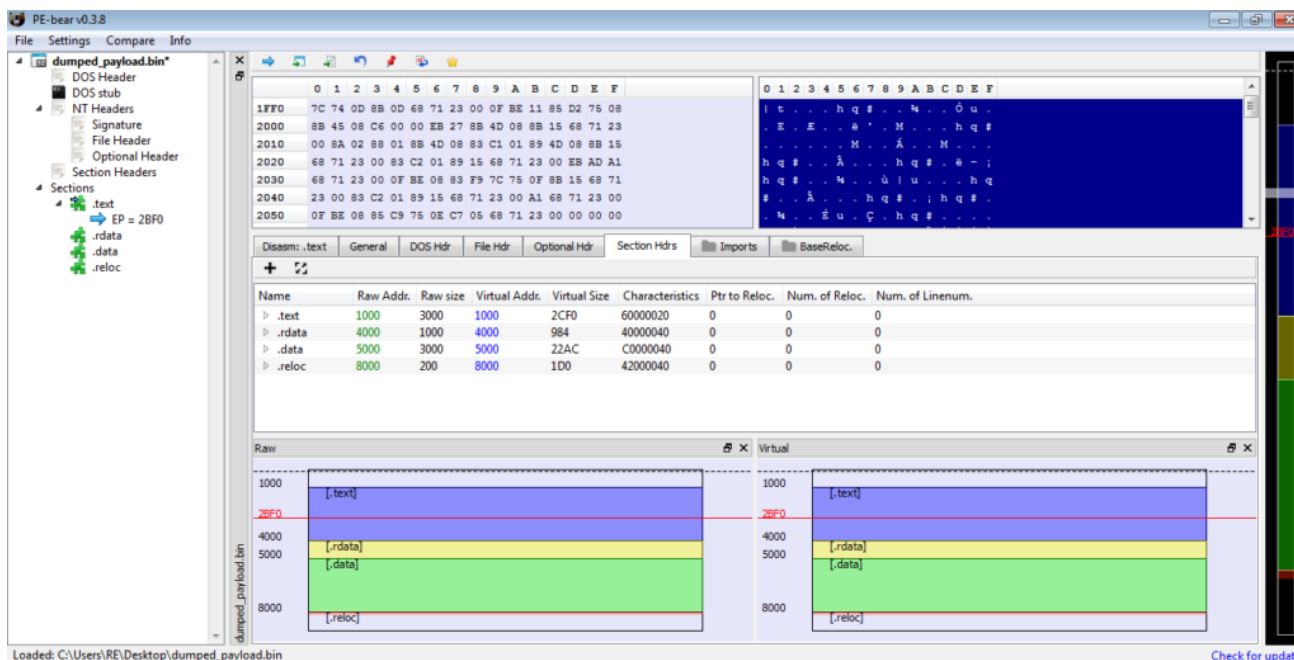 PE-bear v0.3.8
File Settings Compare Info
dumped_payload.bin*
DOS Header
DOS stub
NT Headers
Signature
File Header
Optional Header
Section Headers
Sections
.text
EP = 2BF0
.rdata
.data
.reloc
dumped_payload.bin
0 1 2 3 4 5 6 7 8 9 A B C D E F
1FF0 7C 74 0D 8B 0D 68 71 23 00 0F BE 11 85 D2 75 08
2000 8B 45 08 C6 00 00 EB 27 8B 4D 08 8B 15 68 71 23
2010 00 8A 02 88 01 8B 4D 08 83 C1 01 89 4D 08 8B 15
2020 68 71 23 00 83 C2 01 89 15 68 71 23 00 EB AD A1
2030 68 71 23 00 0F BE 08 83 F9 7C 75 0F 8B 15 68 71
2040 23 00 83 C2 01 89 15 68 71 23 00 A1 68 71 23 00
2050 0F BE 08 85 C9 75 0E C7 05 68 71 23 00 00 00 00
0 1 2 3 4 5 6 7 8 9 A B C D E F
| t . . . h q # . . ¾ . . Ò u .
. E . Æ . . ë ' . M . . . h q #
. . . . . . M . . Á . . M . . .
h q # . . Â . . . h q # . ë - ¡
h q # . . ¾ . . ù | u . . . h q
# . . Â . . . h q # . ¡ h q # .
. ¾ . . É u . Ç . h q # . . . .
Disasm: .text General DOS Hdr File Hdr Optional Hdr Section Hdrs Imports BaseReloc.
Name Raw Addr. Raw size Virtual Addr. Virtual Size Characteristics Ptr to Reloc. Num. of Reloc. Num. of Linenum.
.text 1000 3000 1000 2CF0 60000020 0 0 0
.rdata 4000 1000 4000 984 40000040 0 0 0
.data 5000 3000 5000 22AC C0000040 0 0 0
.reloc 8000 200 8000 1D0 42000040 0 0 0
Raw
1000
[.text]
2BF0
4000
[.rdata]
5000
[.data]
8000
[.reloc]
Virtual
1000
[.text]
2BF0
4000
[.rdata]
5000
[.data]
8000
[.reloc]
2BF0
Loaded: C:\Users\RE\Desktop\dumped_payload.bin
Check for updat